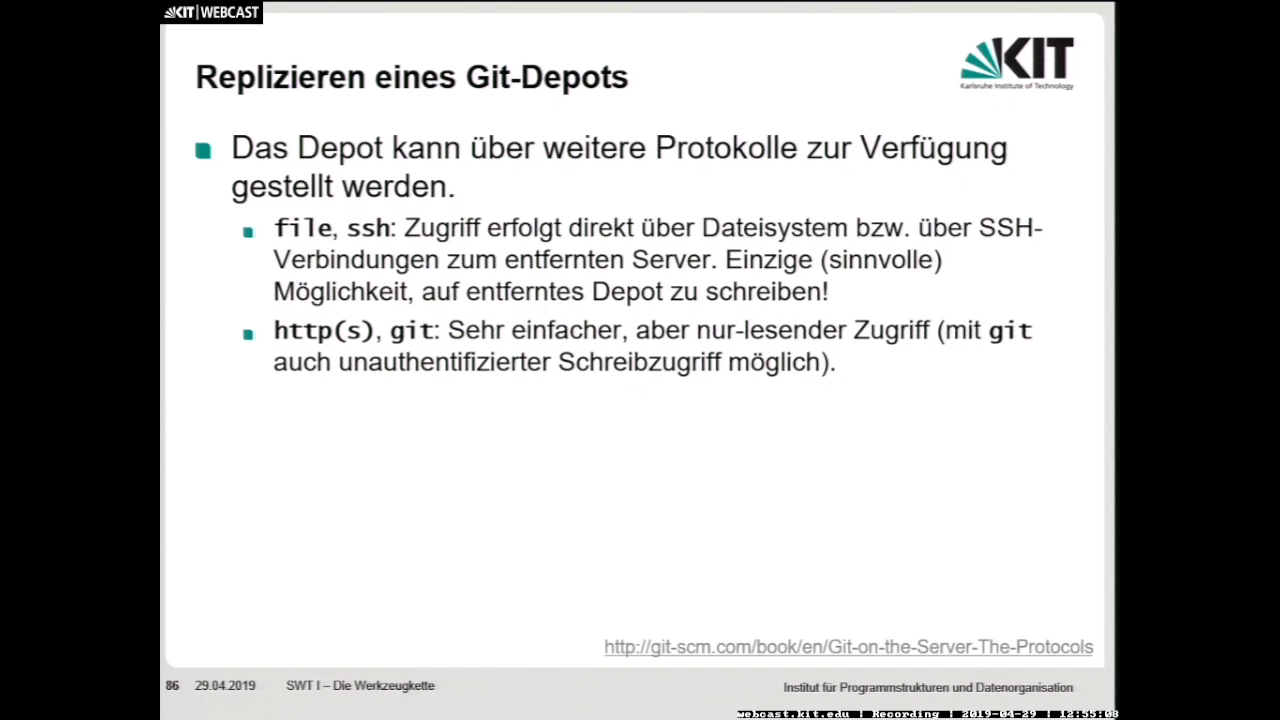 KIT WEBCAST
KIT
Karlsruhe Institute of Technology
Replizieren eines Git-Depots
Das Depot kann über weitere Protokolle zur Verfügung
gestellt werden.
file, ssh: Zugriff erfolgt direkt über Dateisystem bzw. über SSH-
Verbindungen zum entfernten Server. Einzige (sinnvolle)
Möglichkeit, auf entferntes Depot zu schreiben!
http(s), git: Sehr einfacher, aber nur-lesender Zugriff (mit git
auch unauthentifizierter Schreibzugriff möglich).
http://git-scm.com/book/en/Git-on-the-Server-The-Protocols
86 29.04.2019 SWT I – Die Werkzeugkette
Institut für Programmstrukturen und Datenorganisation
webcast.kit.edu | Recording | 2019-04-29 | 12:55:08